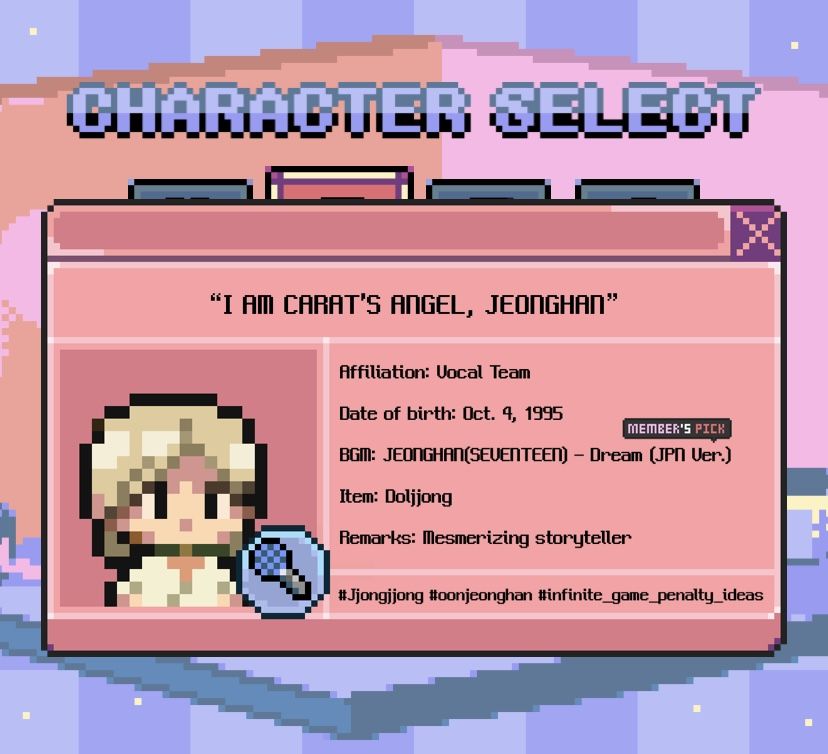 CHARACTER SELECT
“I AM CARAT'S ANGEL, JEONGHAN”
Affiliation: Vocal Team
Date of birth: Oct. 4, 1995
MEMBER'S PICK
BGM: JEONGHAN(SEVENTEEN) - Dream (JPN Ver.)
Item: Doljjong
Remarks: Mesmerizing storyteller
#Jjongjjong #oonjeonghan #infinite_game_penalty_ideas